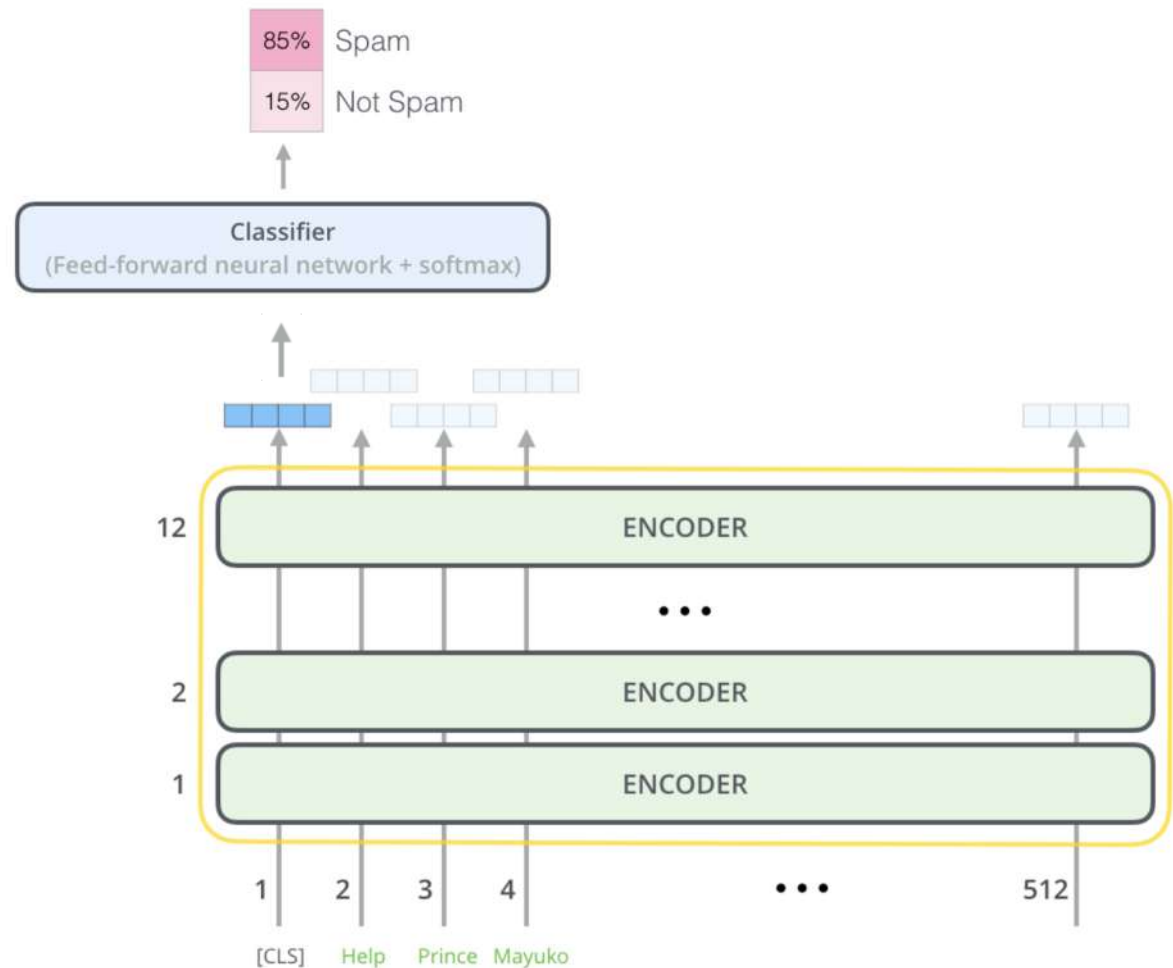 85% Spam
15% Not Spam
Classifier
(Feed-forward neural network + softmax)
12 ENCODER
...
2 ENCODER
1 ENCODER
1 2 3 4 ... 512
[CLS] Help Prince Mayuko